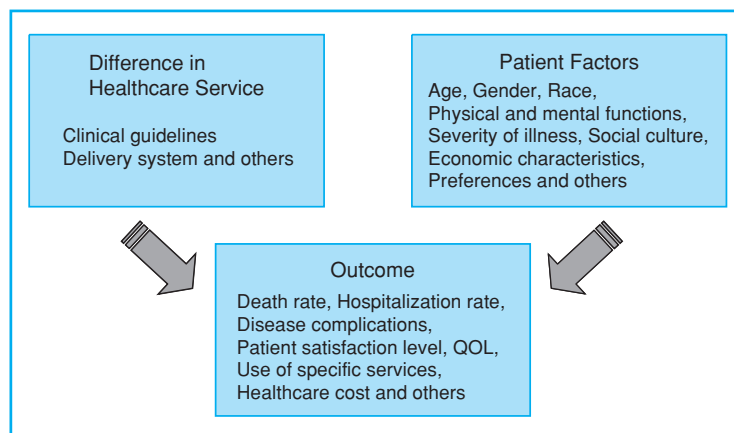 Difference in
Healthcare Service
Clinical guidelines
Delivery system and others
Patient Factors
Age, Gender, Race,
Physical and mental functions,
Severity of illness, Social culture,
Economic characteristics,
Preferences and others
Outcome
Death rate, Hospitalization rate,
Disease complications,
Patient satisfaction level, QOL,
Use of specific services,
Healthcare cost and others